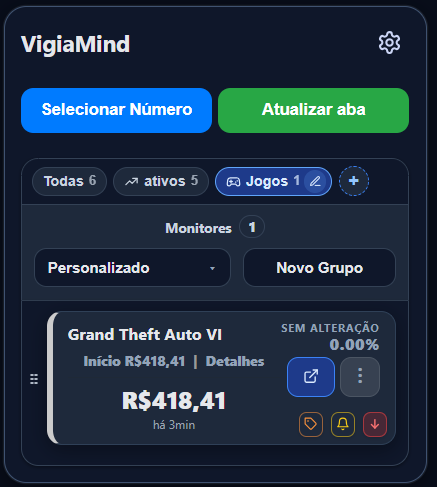 VigiaMind
Selecionar Número Atualizar aba
Todas 6 ativos 5 Jogos 1 +
Monitores 1
Personalizado Novo Grupo
Grand Theft Auto VI SEM ALTERAÇÃO
0.00%
Início R$418,41 | Detalhes
R$418,41
há 3min